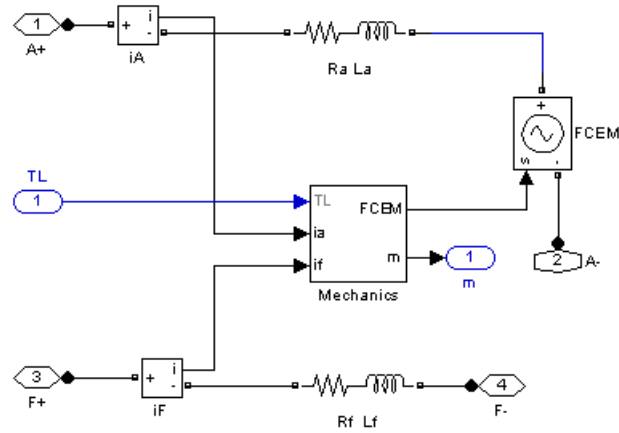 1
A+
+
i
-
iA
Ra La
+
s
-
FCEM
TL
1
TL
ia
if
FCEM
m
Mechanics
1
m
2
A-
3
F+
+
i
-
iF
Rf Lf
4
F-